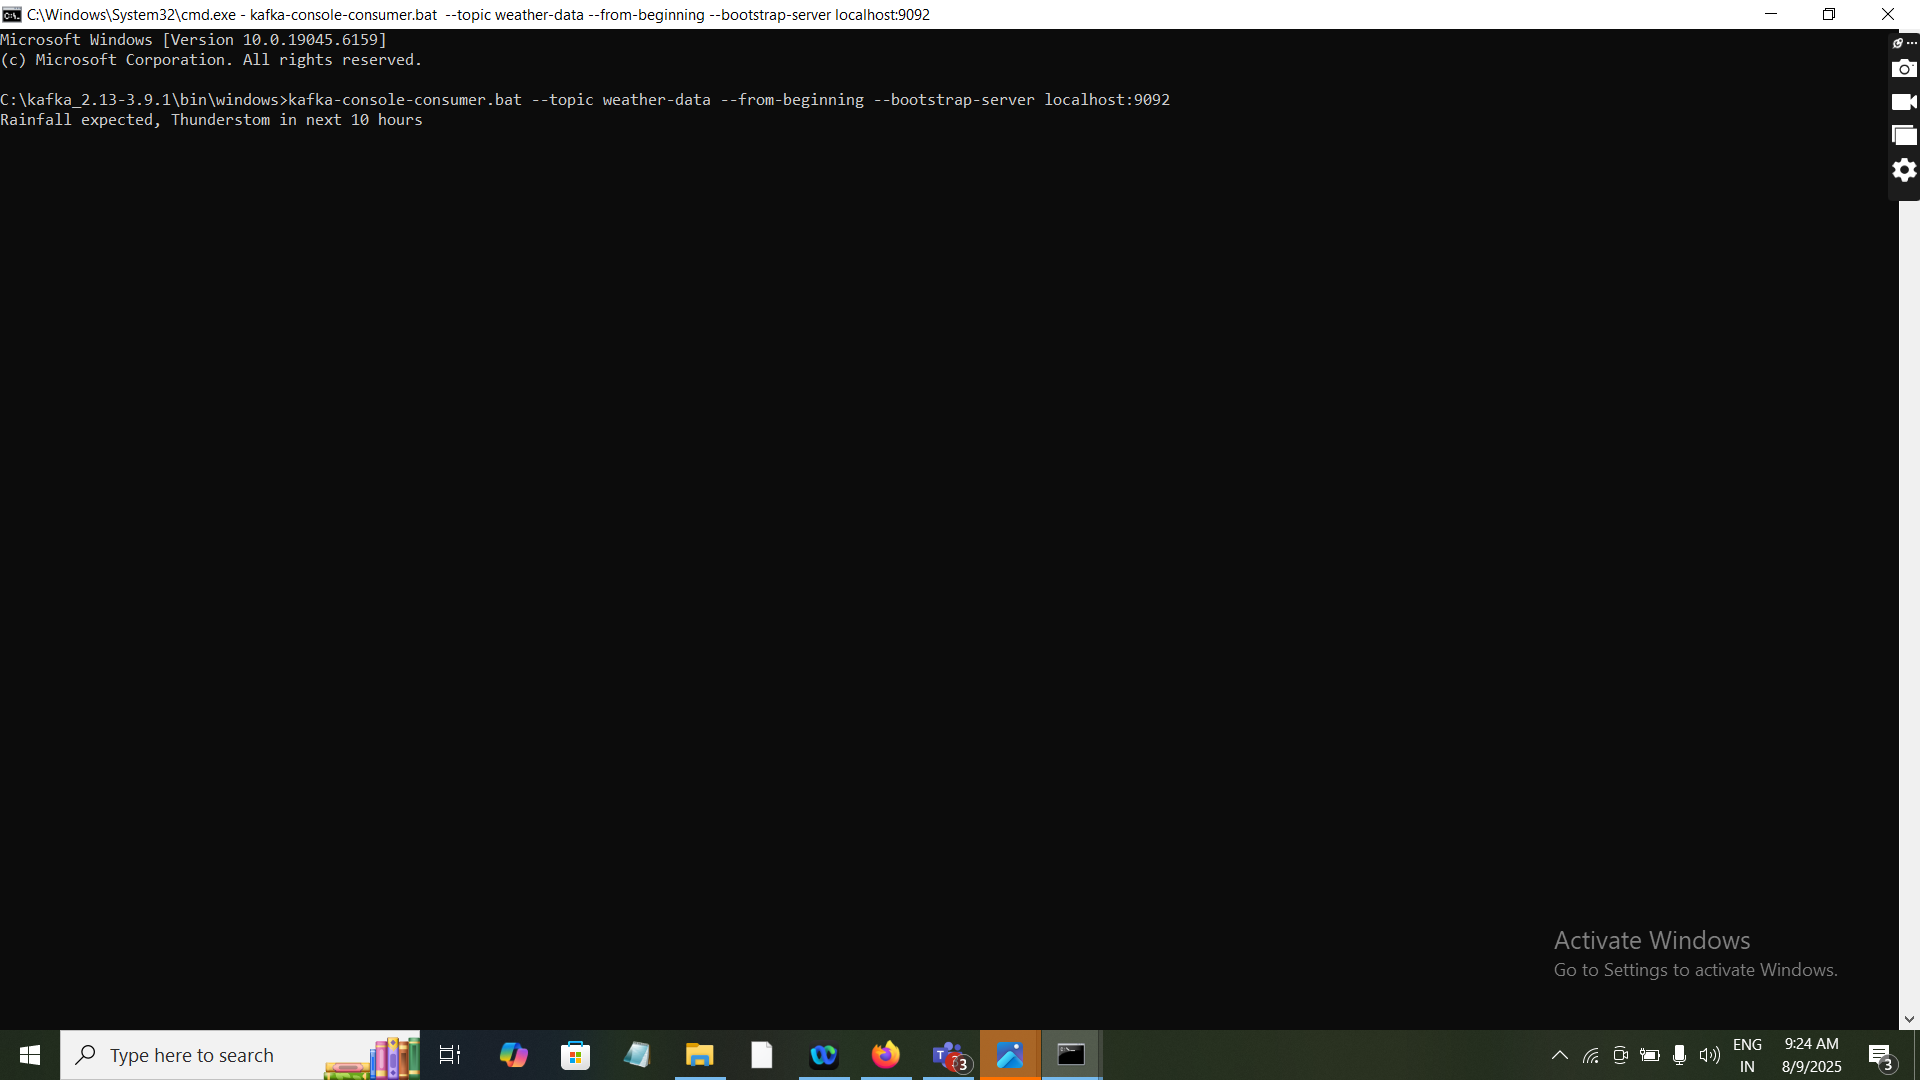 C:\Windows\System32\cmd.exe - kafka-console-consumer.bat  --topic weather-data --from-beginning --bootstrap-server localhost:9092
Microsoft Windows [Version 10.0.19045.6159]
(c) Microsoft Corporation. All rights reserved.
C:\kafka_2.13-3.9.1\bin\windows>kafka-console-consumer.bat --topic weather-data --from-beginning --bootstrap-server localhost:9092
Rainfall expected, Thunderstom in next 10 hours
Activate Windows
Go to Settings to activate Windows.
Type here to search
3
ENG
IN
9:24 AM
8/9/2025
3